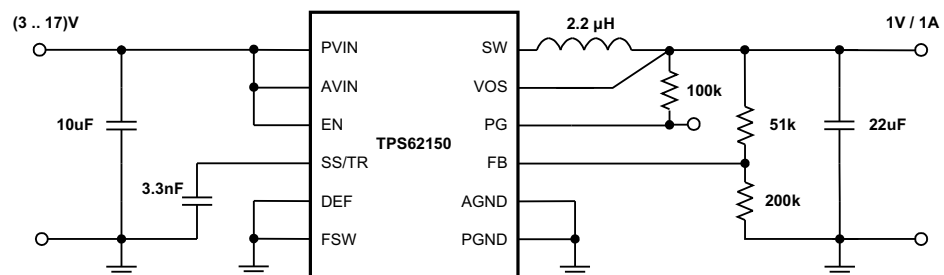 (3 .. 17)V
2.2 µH
1V / 1A
PVIN
SW
AVIN
VOS
100k
10uF
EN
PG
51k
22uF
TPS62150
SS/TR
FB
3.3nF
DEF
AGND
200k
FSW
PGND